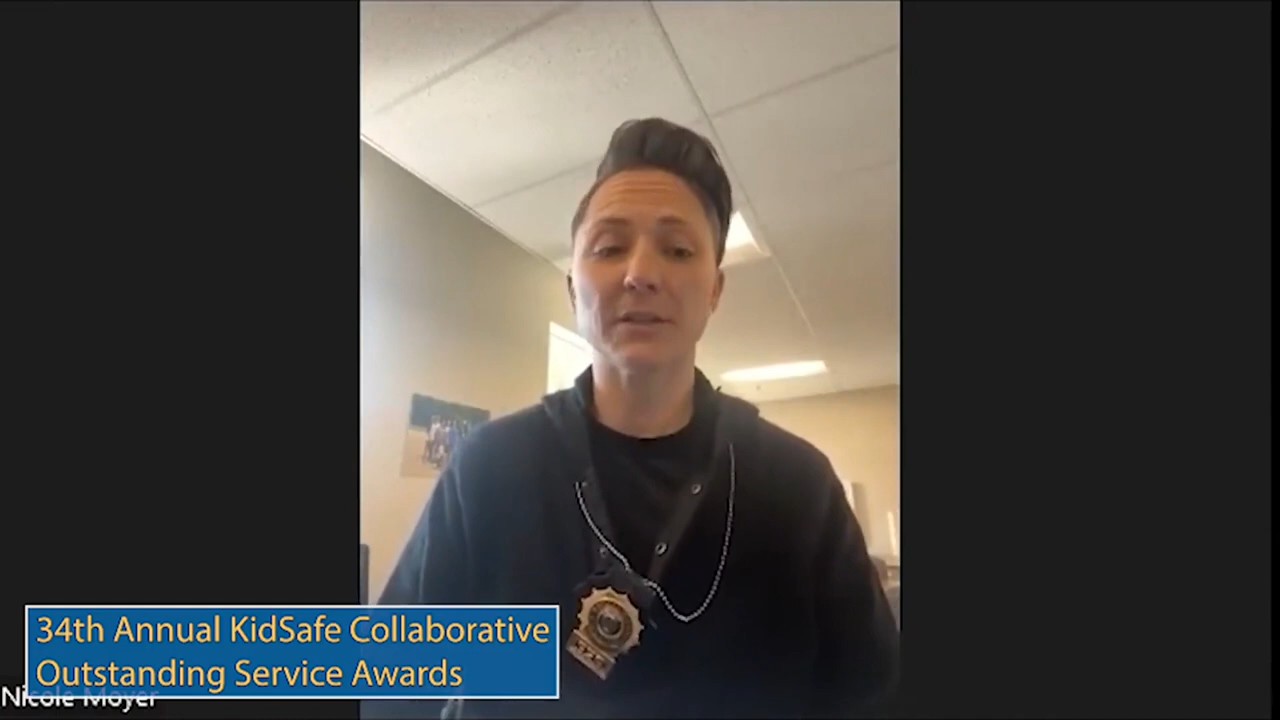 34th Annual KidSafe Collaborative
Outstanding Service Awards
Nicole Moyer